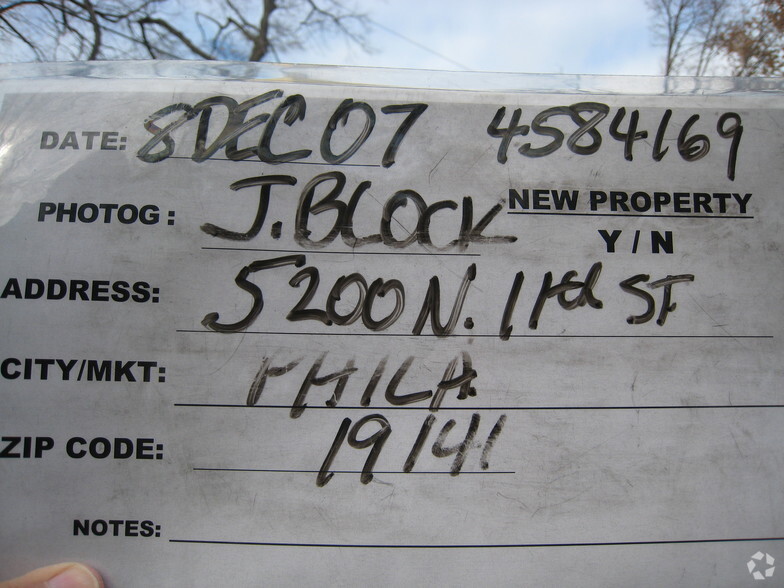 DATE: 8DEC07 4584169
PHOTOG: J. BLOCK NEW PROPERTY
Y / N
ADDRESS: 5200 N. 11th ST
CITY/MKT: PHILA
ZIP CODE: 19141
NOTES: